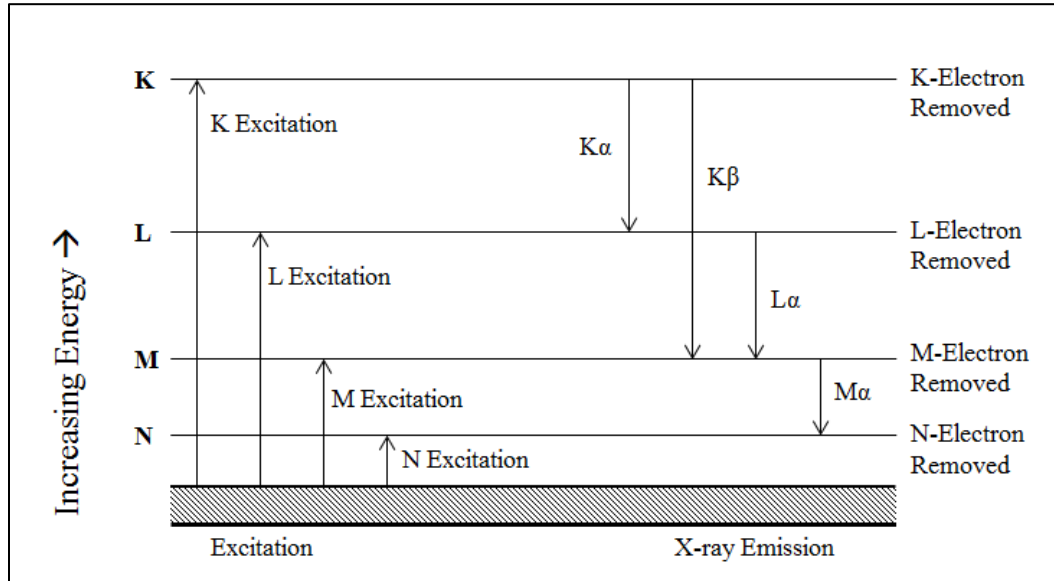 K
K-Electron
Removed
K Excitation
Kα
Kβ
L
L-Electron
Removed
L Excitation
Lα
Increasing Energy →
M
M-Electron
Removed
M Excitation
Mα
N
N-Electron
Removed
N Excitation
Excitation
X-ray Emission